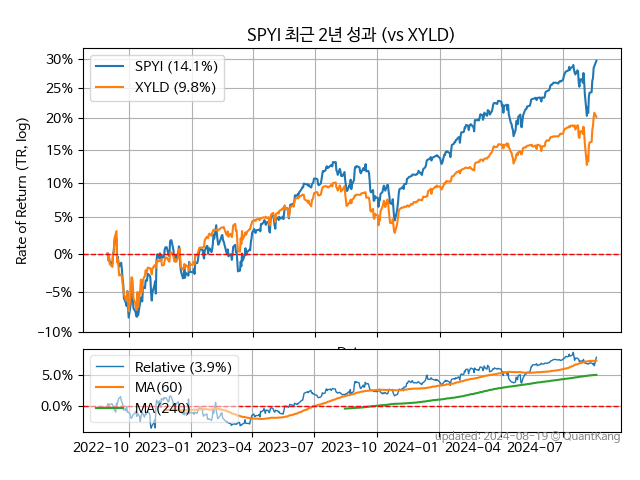 SPYI 최근 2년 성과 (vs XYLD)
Rate of Return (TR, log)
30%
25%
20%
15%
10%
5%
0%
−5%
−10%
SPYI (14.1%)
XYLD (9.8%)
5.0%
0.0%
Relative (3.9%)
MA(60)
MA(240)
2022−10 2023−01 2023−04 2023−07 2023−10 2024−01 2024−04 2024−07
Updated: 2024-08-19 © QuantKang